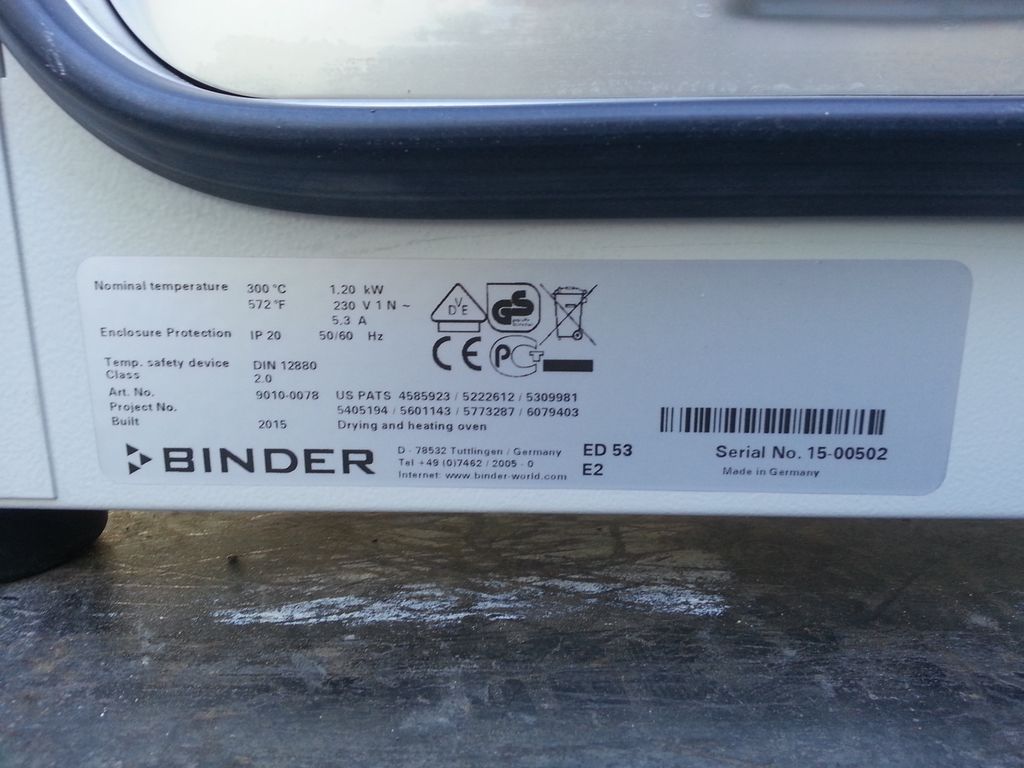 Nominal temperature 300 °C 1.20 kW
572 °F 230 V 1 N ~
5.3 A
Enclosure Protection IP 20 50/60 Hz
Temp. safety device DIN 12880
Class 2.0
Art. No. 9010-0078 US PATS 4585923 / 5222612 / 5309981
Project No. 5405194 / 5601143 / 5773287 / 6079403
Built 2015 Drying and heating oven
DVE GS
CE PCT
BINDER
D - 78532 Tuttlingen / Germany
Tel +49 (0)7462 / 2005 - 0
Internet: www.binder-world.com
ED 53
E2
Serial No. 15-00502
Made in Germany